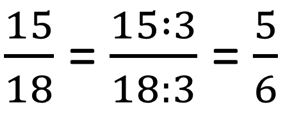 15/18 = 15:3/18:3 = 5/6